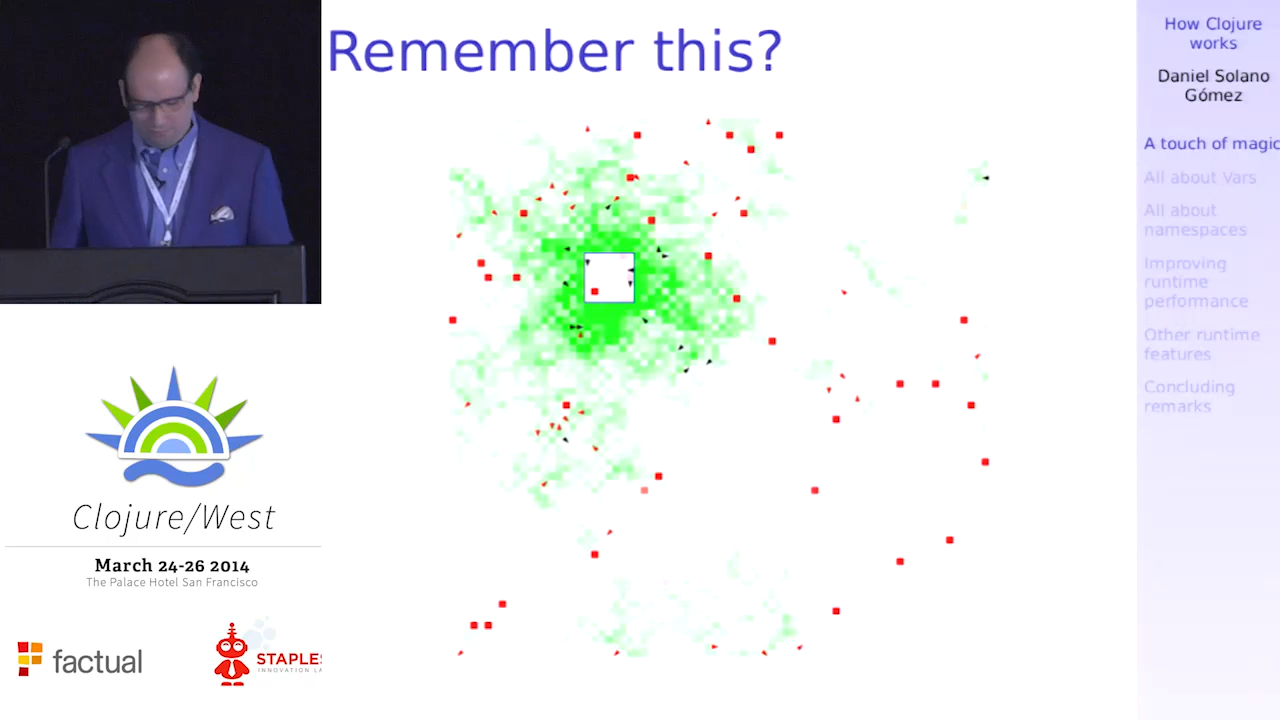 Remember this?
How Clojure
works
Daniel Solano
Gómez
A touch of magic
All about Vars
All about
namespaces
Improving
runtime
performance
Other runtime
features
Concluding
remarks
Clojure/West
March 24-26 2014
The Palace Hotel San Francisco
factual
STAPLES
INNOVATION LA